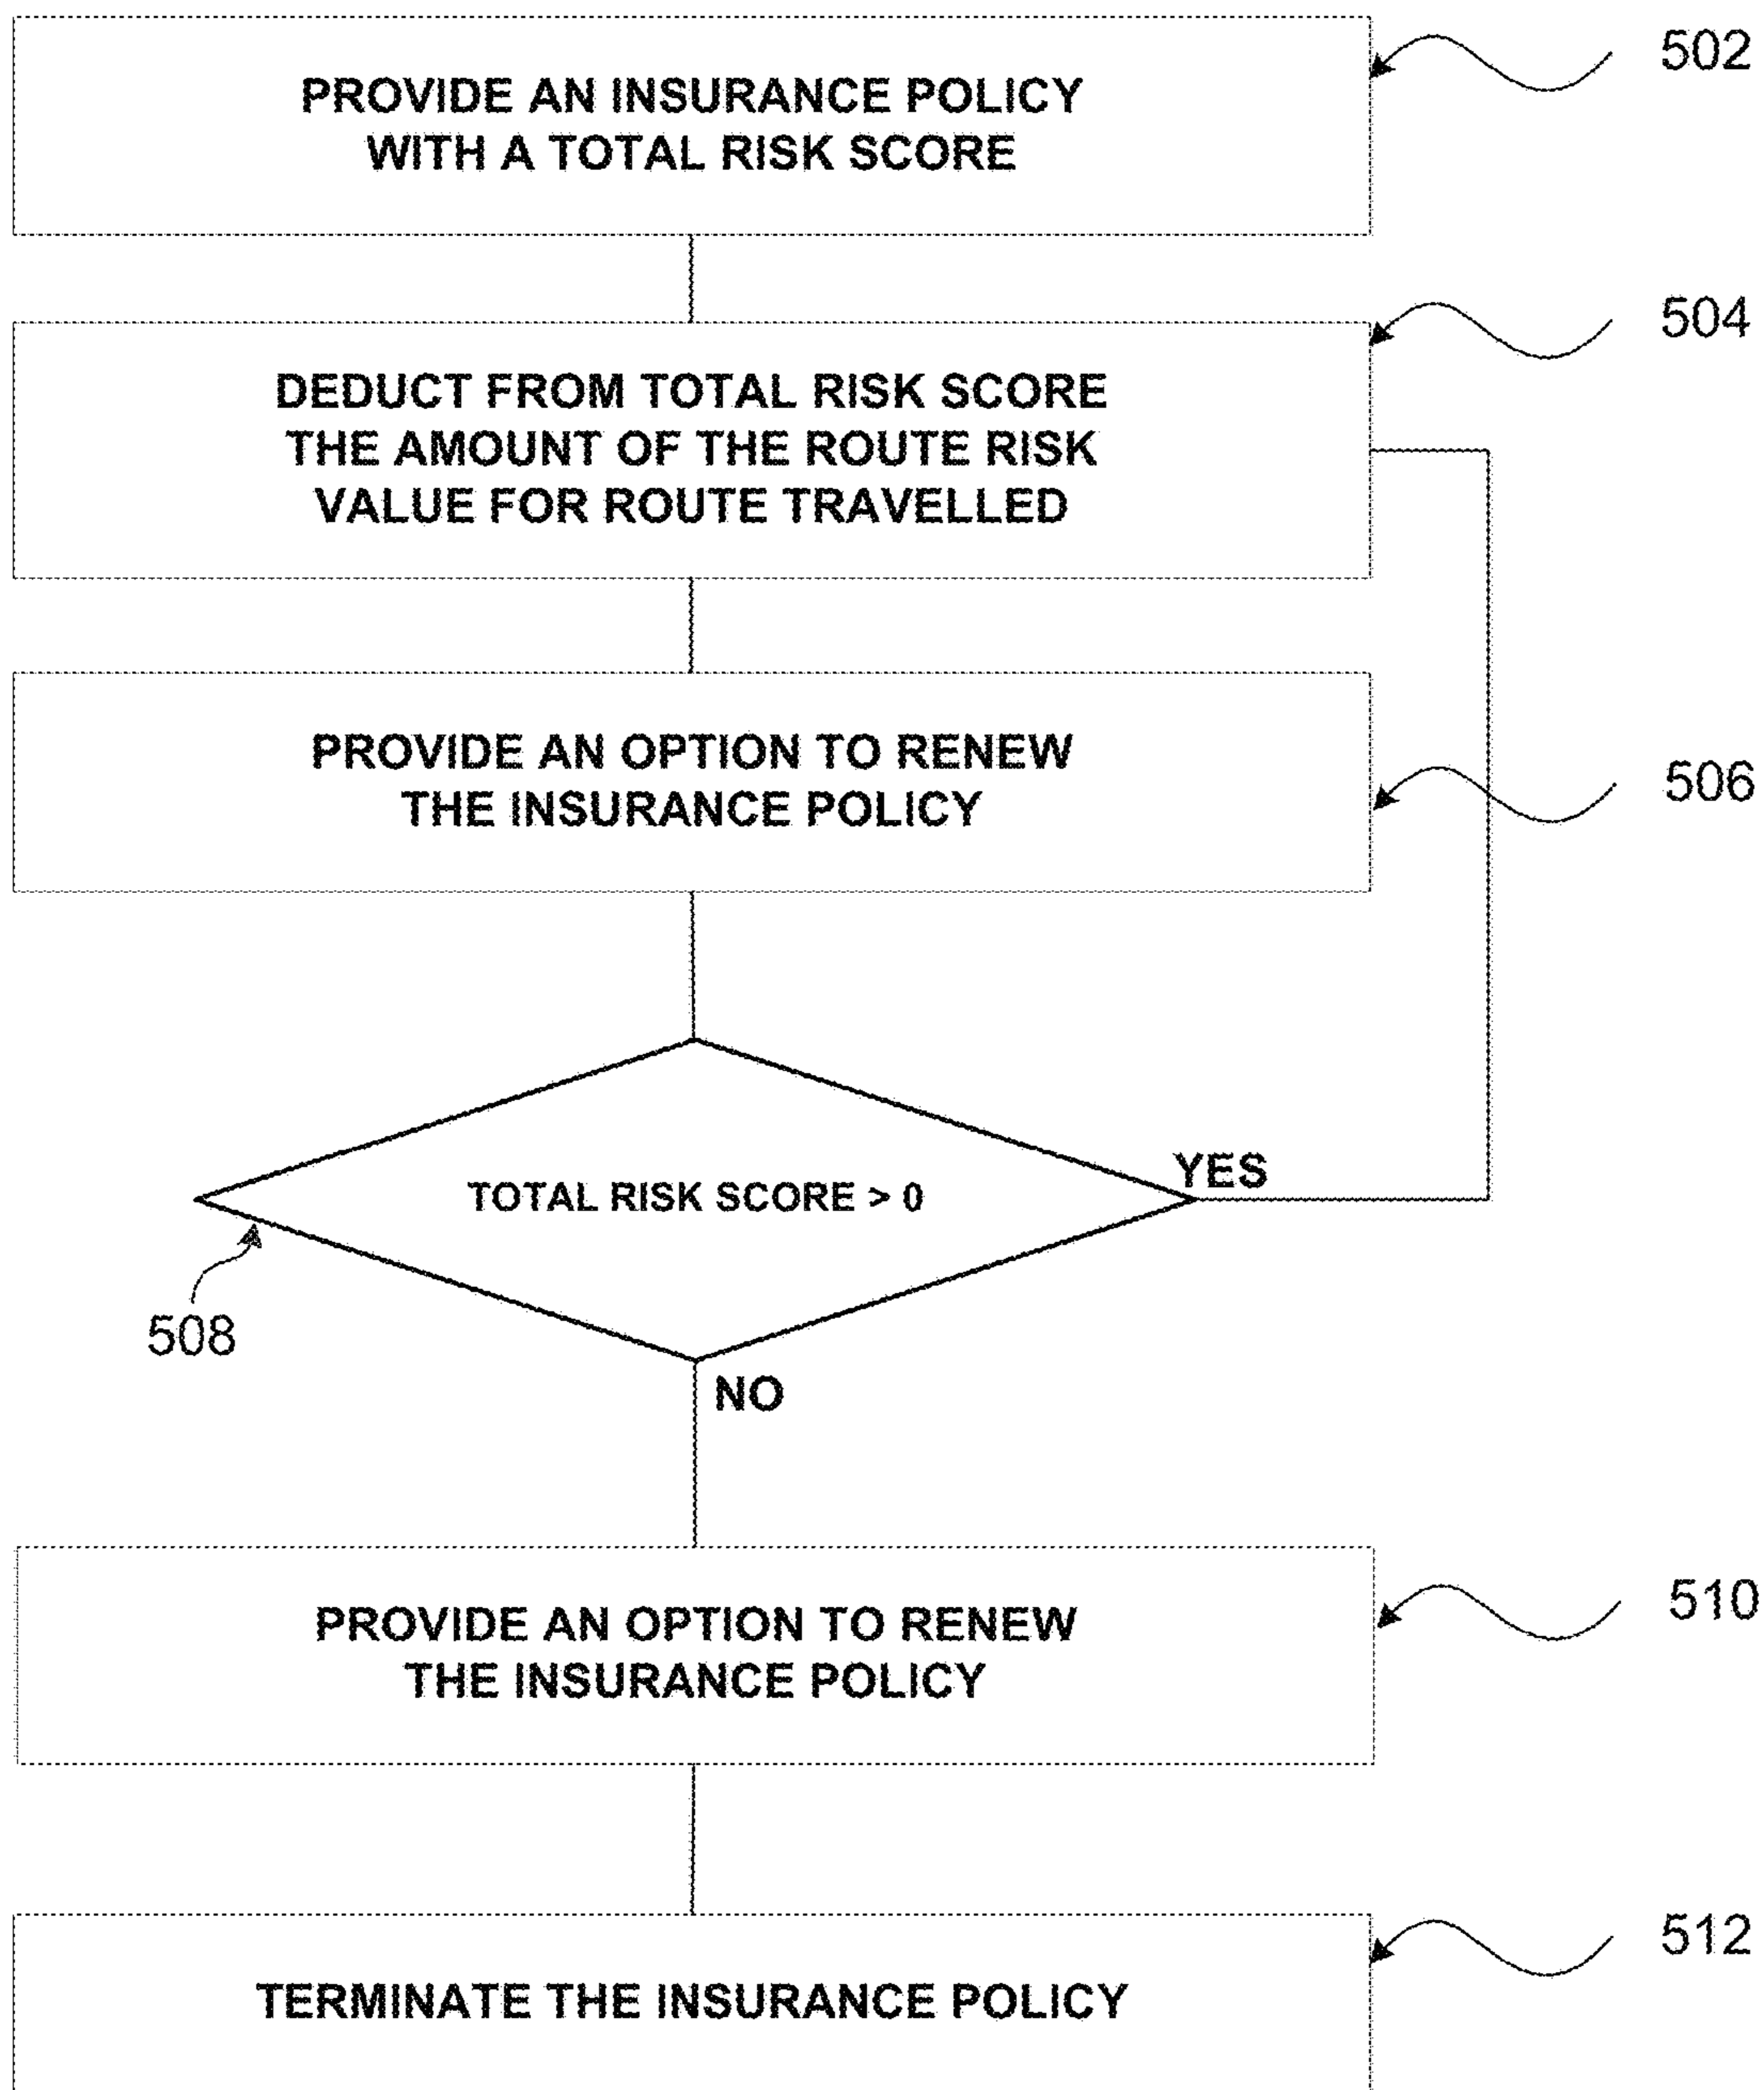 502
PROVIDE AN INSURANCE POLICY
WITH A TOTAL RISK SCORE
504
DEDUCT FROM TOTAL RISK SCORE
THE AMOUNT OF THE ROUTE RISK
VALUE FOR ROUTE TRAVELLED
506
PROVIDE AN OPTION TO RENEW
THE INSURANCE POLICY
YES
TOTAL RISK SCORE > 0
508
NO
510
PROVIDE AN OPTION TO RENEW
THE INSURANCE POLICY
512
TERMINATE THE INSURANCE POLICY